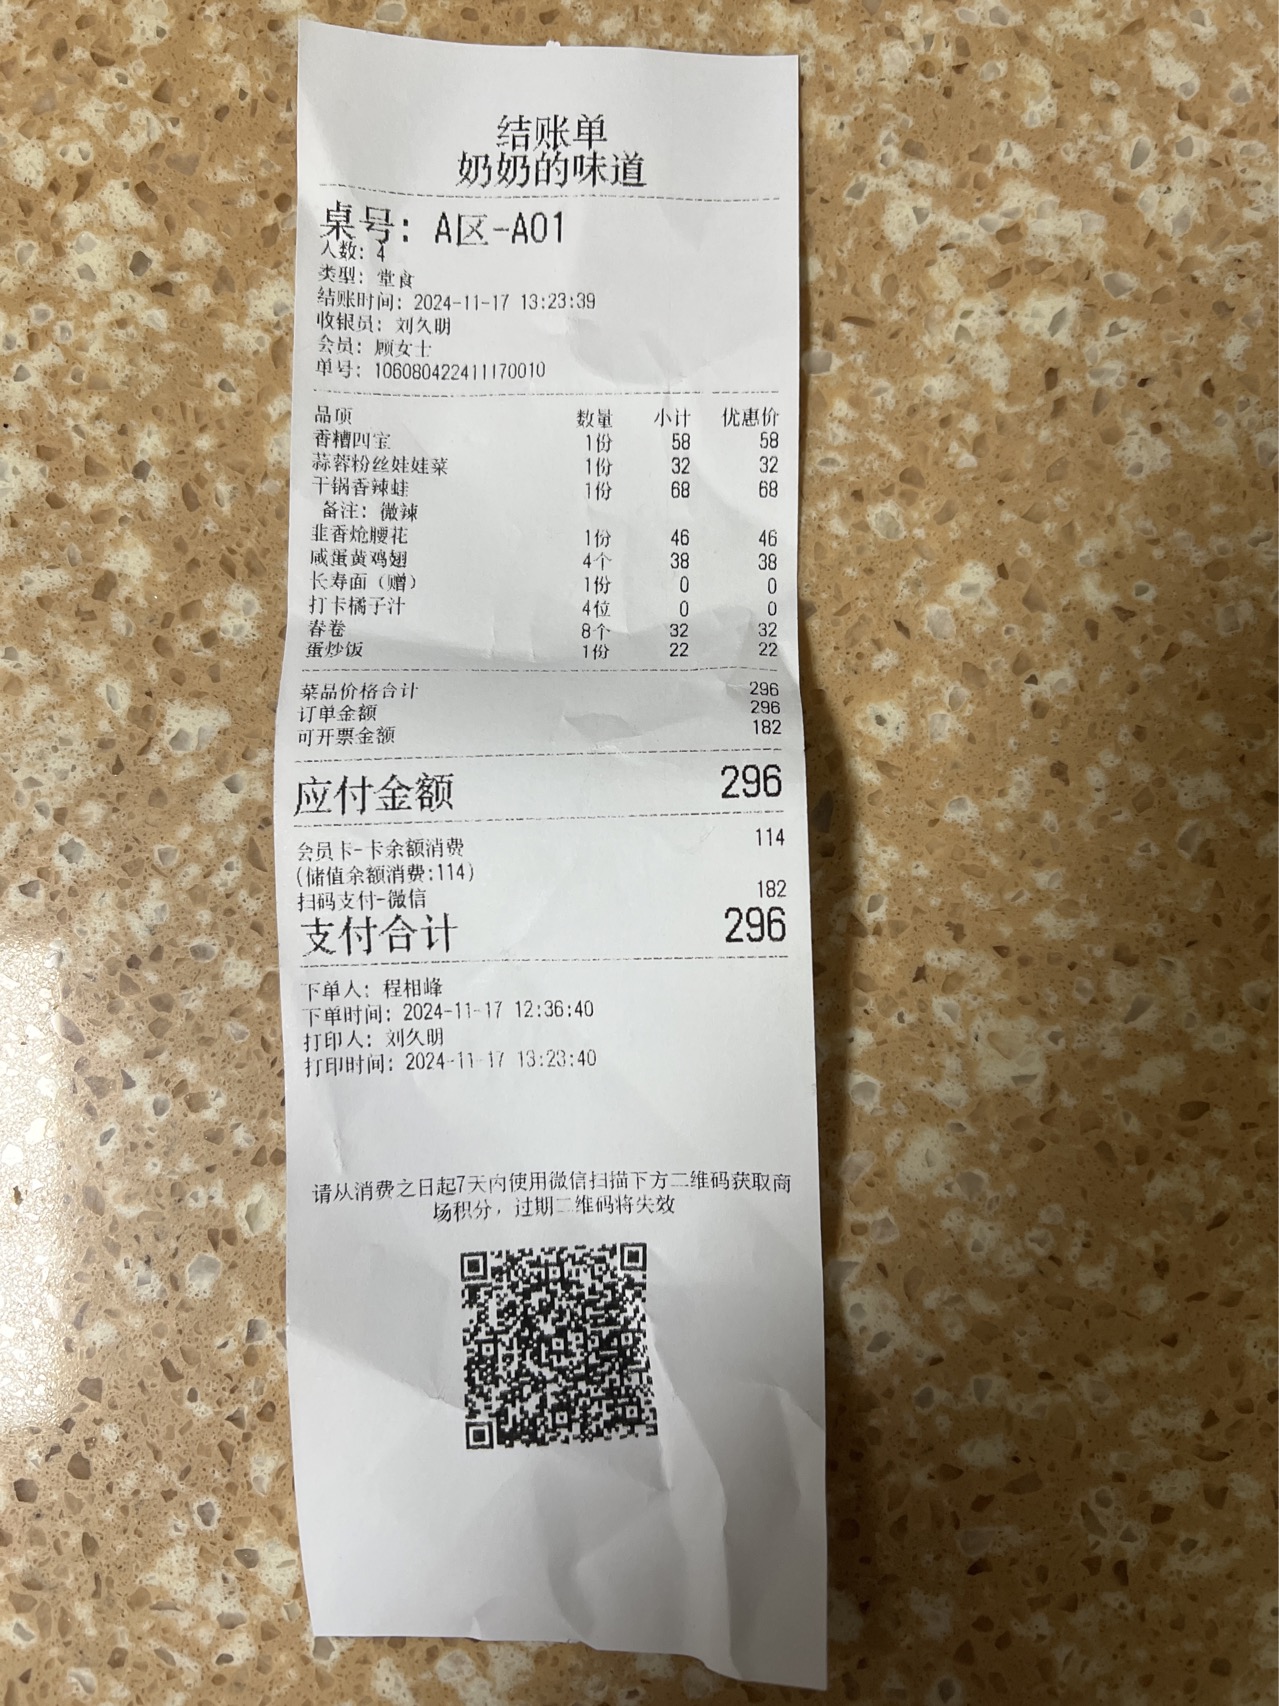 结账单
奶奶的味道
桌号：A区-A01
人数：4
类型：堂食
结账时间：2024-11-17 13:23:39
收银员：刘久明
会员：顾女士
单号：106080422411170010
品项 数量 小计 优惠价
香糟四宝 1份 58 58
蒜蓉粉丝娃娃菜 1份 32 32
干锅香辣蛙 1份 68 68
备注：微辣
韭香炝腰花 1份 46 46
咸蛋黄鸡翅 4个 38 38
长寿面（赠） 1份 0 0
打卡橘子汁 4位 0 0
春卷 8个 32 32
蛋炒饭 1份 22 22
菜品价格合计 296
订单金额 296
可开票金额 182
应付金额 296
会员卡-卡余额消费 114
(储值余额消费:114)
扫码支付-微信 182
支付合计 296
下单人：程相峰
下单时间：2024-11-17 12:36:40
打印人：刘久明
打印时间：2024-11-17 13:23:40
请从消费之日起7天内使用微信扫描下方二维码获取商
场积分，过期二维码将失效